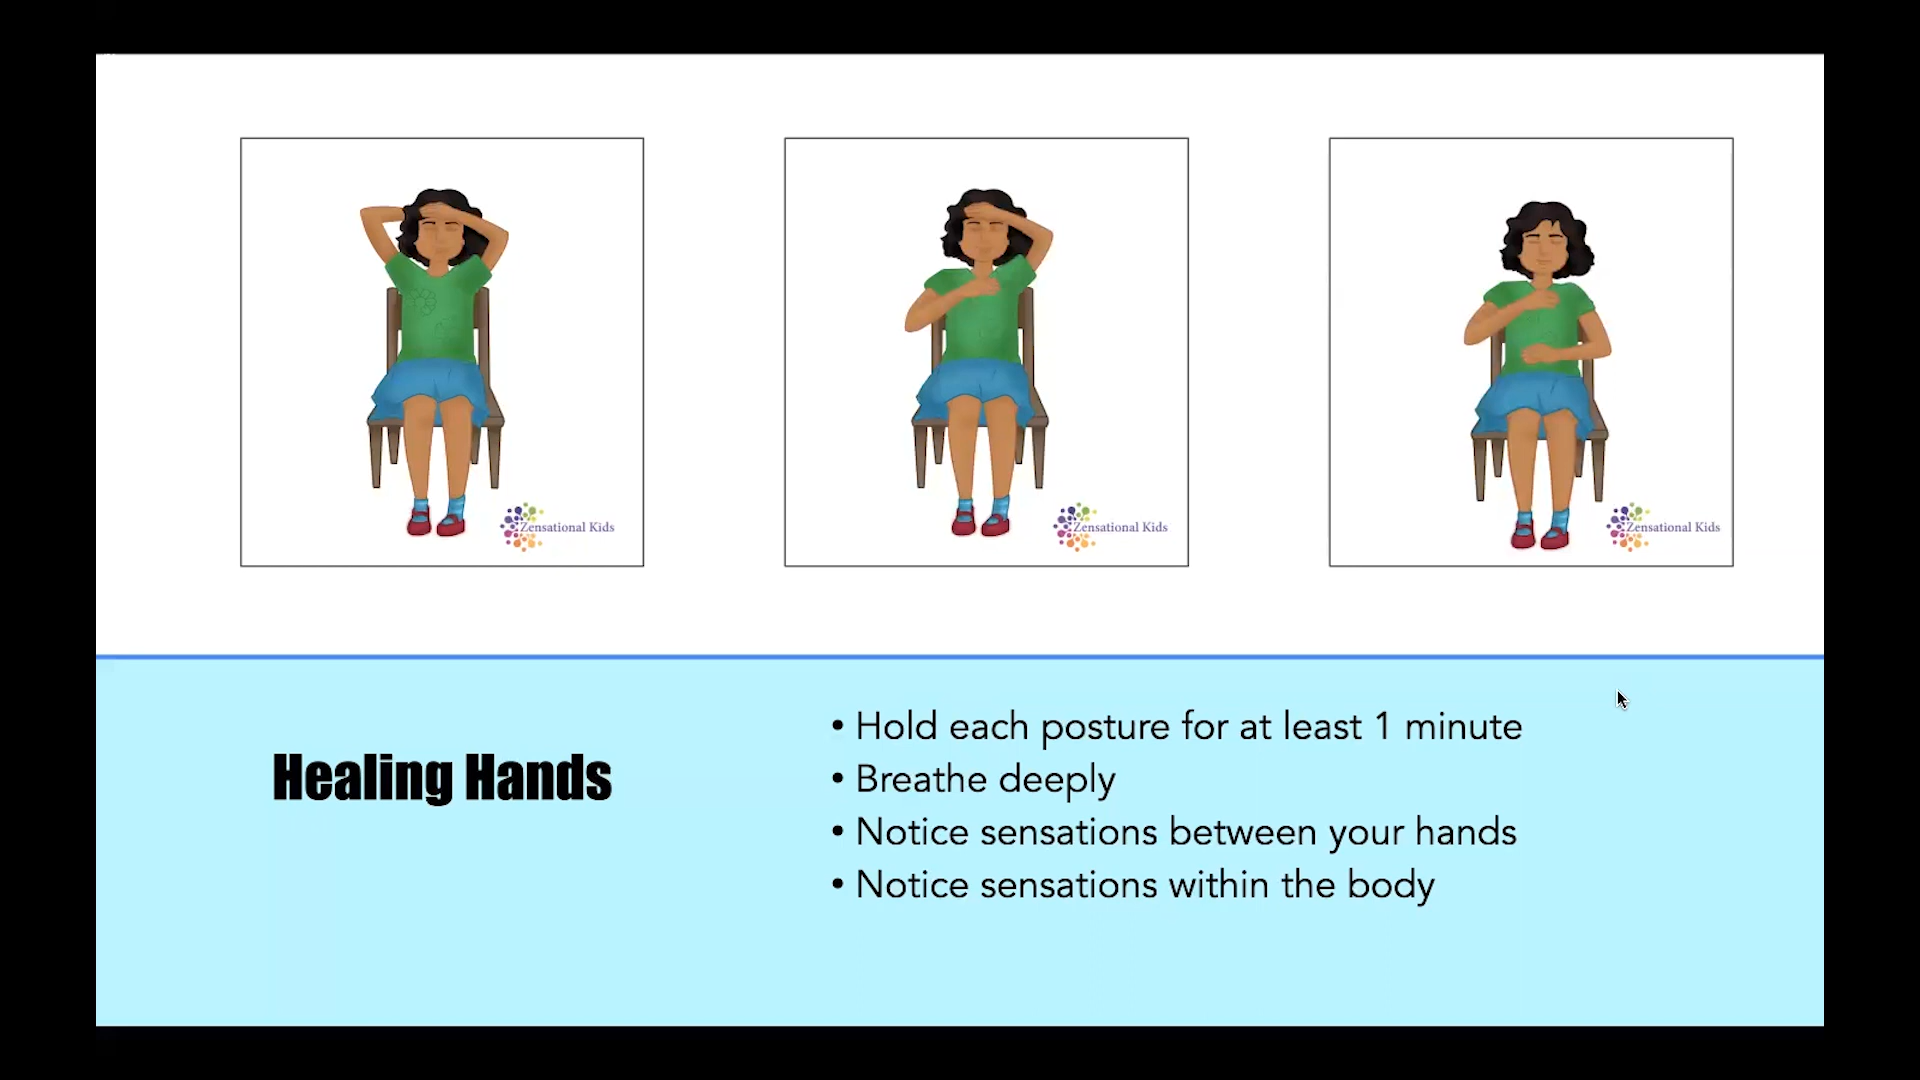 Zensational Kids
Zensational Kids
Zensational Kids
Healing Hands
• Hold each posture for at least 1 minute
• Breathe deeply
• Notice sensations between your hands
• Notice sensations within the body